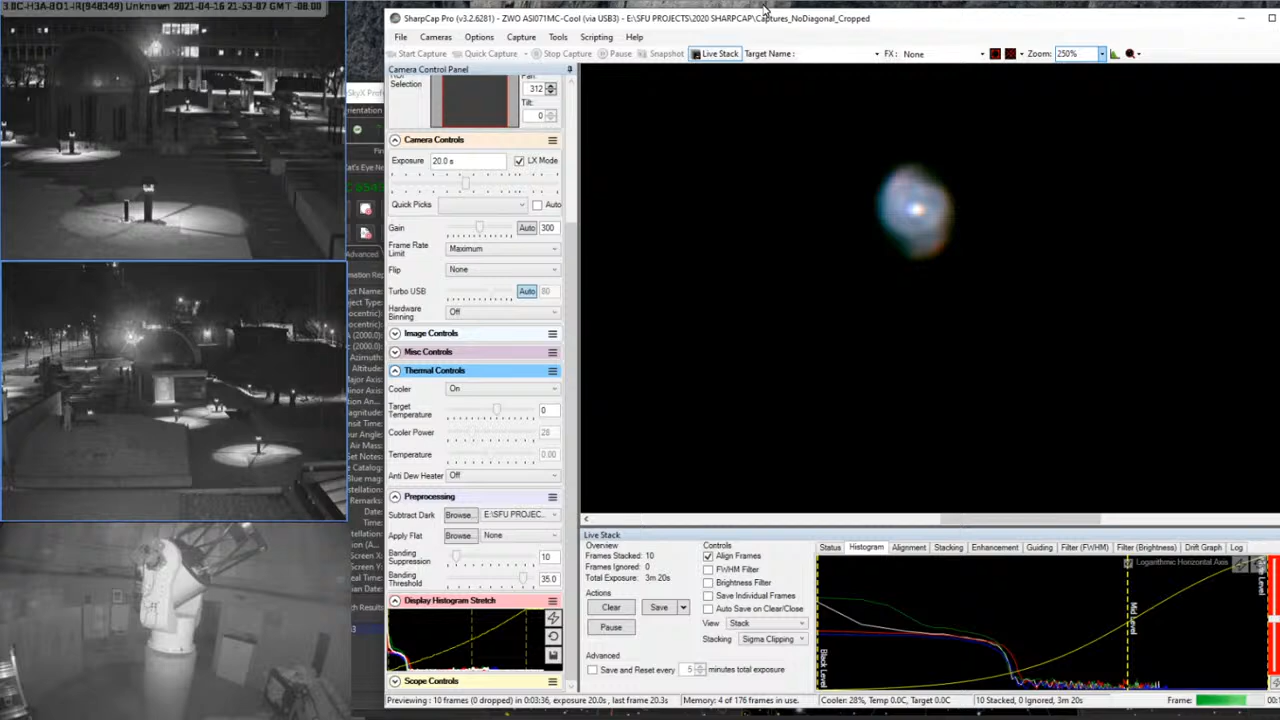 SharpCap Pro (v3.2.6281) - ZWO ASI071MC-Cool (via USB3) - E:\SFU PROJECTS\2020 SHARPCAP\Captures_NoDiagonal_Cropped
File Cameras Options Capture Tools Scripting Help
Start Capture Quick Capture Stop Capture Pause Snapshot Live Stack Target Name : FX : None Zoom: 250%
Camera Control Panel
Selection
Pan: 312
Tilt: 0
Camera Controls
Exposure 20.0 s LX Mode
Quick Picks Auto
Gain Auto 300
Frame Rate Limit Maximum
Flip None
Turbo USB Auto 80
Hardware Binning Off
Image Controls
Misc Controls
Thermal Controls
Cooler On
Target Temperature 0
Cooler Power 28
Temperature 0.00
Anti Dew Heater Off
Preprocessing
Subtract Dark Browse... E:\SFU PROJEC...
Apply Flat Browse... None
Banding Suppression 10
Banding Threshold 35.0
Display Histogram Stretch
Scope Controls
Live Stack
Overview
Frames Stacked: 10
Frames Ignored: 0
Total Exposure: 3m 20s
Actions
Clear Save
Pause
Controls
Align Frames
FWHM Filter
Brightness Filter
Save Individual Frames
Auto Save on Clear/Close
View Stack
Stacking Sigma Clipping
Advanced
Save and Reset every 5 minutes total exposure
Status Histogram Alignment Stacking Enhancement Guiding Filter (FWHM) Filter (Brightness) Drift Graph Log
Logarithmic Horizontal Axis
Black Level
Mid Level
Level
Previewing : 10 frames (0 dropped) in 0:03:36, exposure 20.0s, last frame 20.3s
Memory: 4 of 176 frames in use.
Cooler: 28%, Temp 0.0C, Target 0.0C
10 Stacked, 0 Ignored, 3m 20s
Frame: